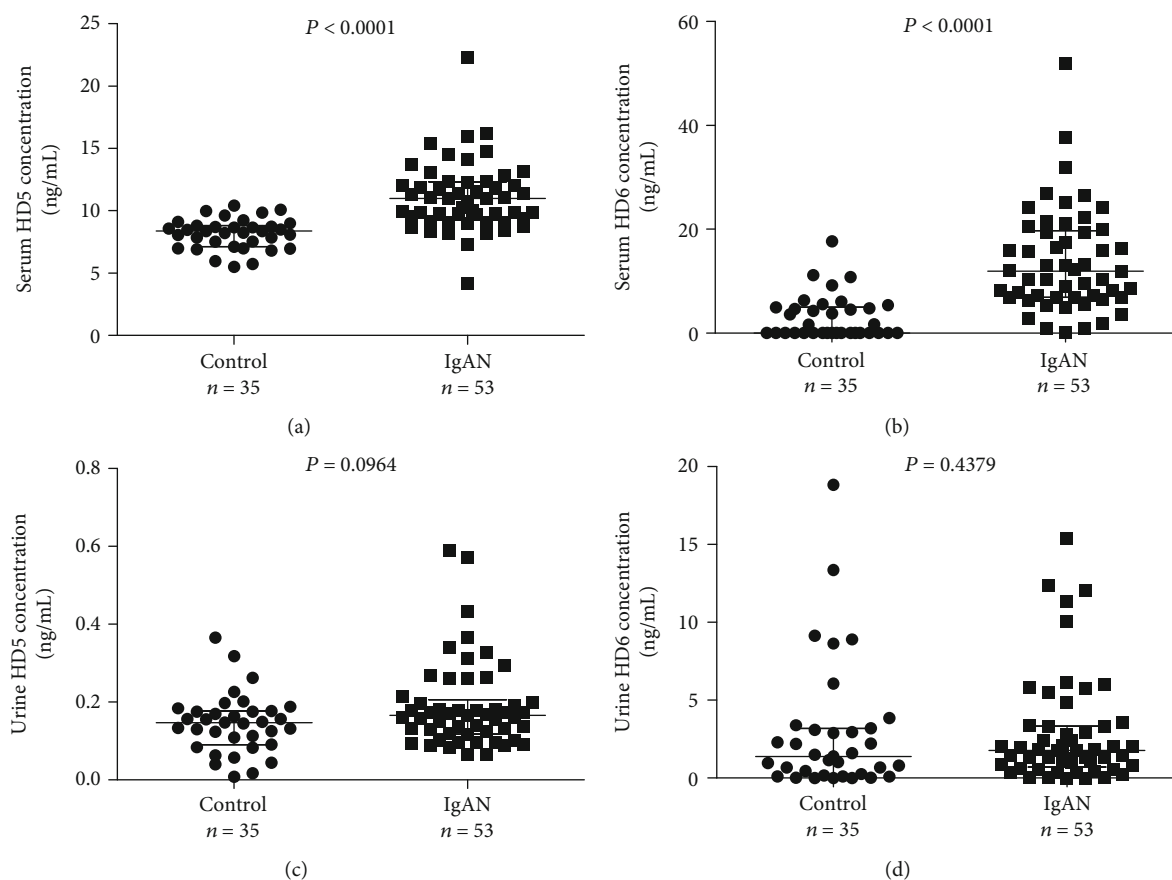 P < 0.0001
25
20
15
10
5
0
Serum HD5 concentration
(ng/mL)
Control
n = 35
IgAN
n = 53
(a)
P < 0.0001
60
40
20
0
Serum HD6 concentration
(ng/mL)
Control
n = 35
IgAN
n = 53
(b)
P = 0.0964
0.8
0.6
0.4
0.2
0.0
Urine HD5 concentration
(ng/mL)
Control
n = 35
IgAN
n = 53
(c)
P = 0.4379
20
15
10
5
0
Urine HD6 concentration
(ng/mL)
Control
n = 35
IgAN
n = 53
(d)